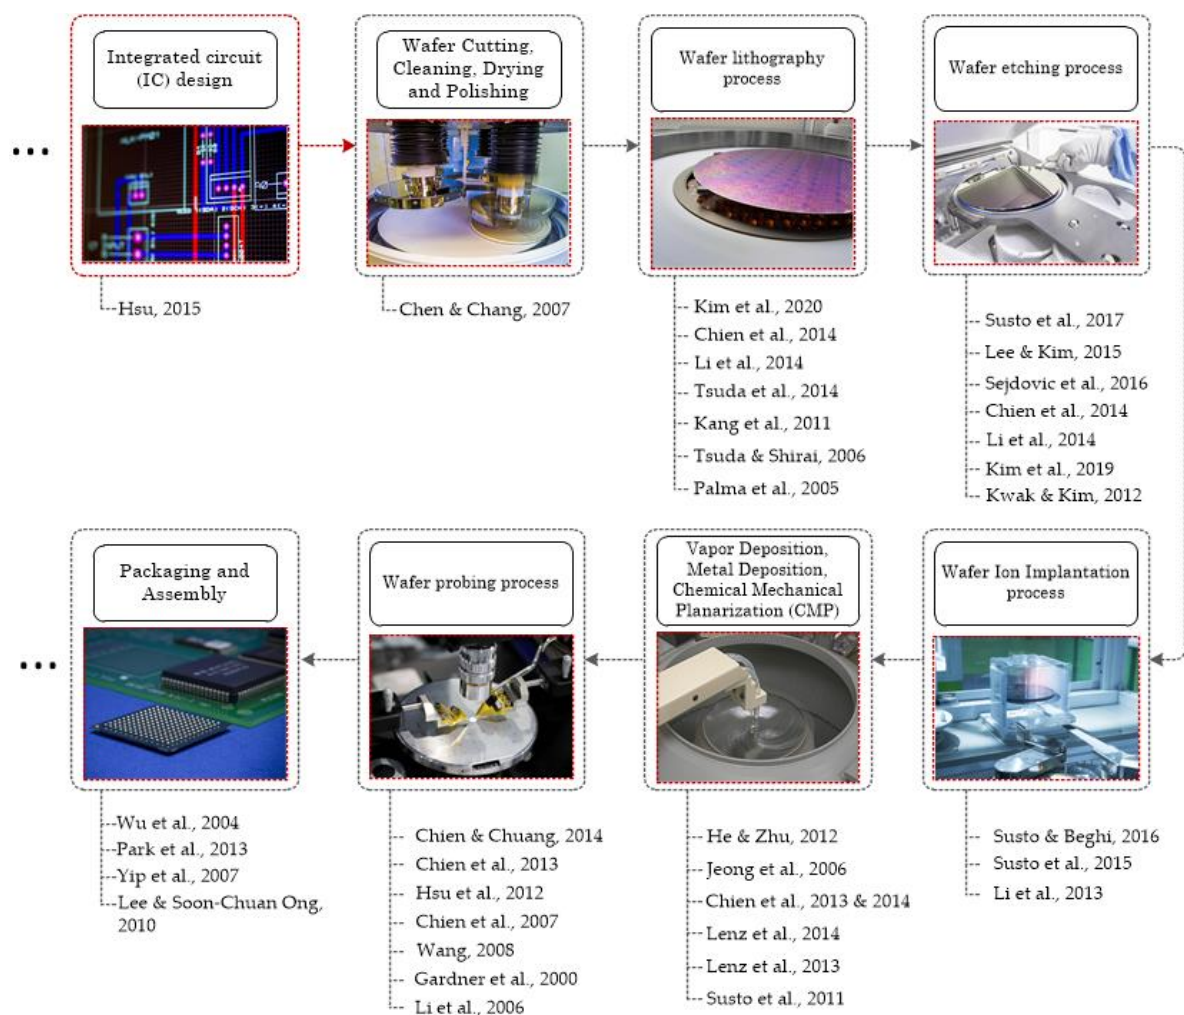 Integrated circuit
(IC) design
Wafer Cutting,
Cleaning, Drying
and Polishing
Wafer lithography
process
Wafer etching process
...
Hsu, 2015
Chen & Chang, 2007
Kim et al., 2020
Chien et al., 2014
Li et al., 2014
Tsuda et al., 2014
Kang et al., 2011
Tsuda & Shirai, 2006
Palma et al., 2005
Susto et al., 2017
Lee & Kim, 2015
Sejdovic et al., 2016
Chien et al., 2014
Li et al., 2014
Kim et al., 2019
Kwak & Kim, 2012
Packaging and
Assembly
Wafer probing process
Vapor Deposition,
Metal Deposition,
Chemical Mechanical
Planarization (CMP)
Wafer Ion Implantation
process
...
Wu et al., 2004
Park et al., 2013
Yip et al., 2007
Lee & Soon-Chuan Ong,
2010
Chien & Chuang, 2014
Chien et al., 2013
Hsu et al., 2012
Chien et al., 2007
Wang, 2008
Gardner et al., 2000
Li et al., 2006
He & Zhu, 2012
Jeong et al., 2006
Chien et al., 2013 & 2014
Lenz et al., 2014
Lenz et al., 2013
Susto et al., 2011
Susto & Beghi, 2016
Susto et al., 2015
Li et al., 2013